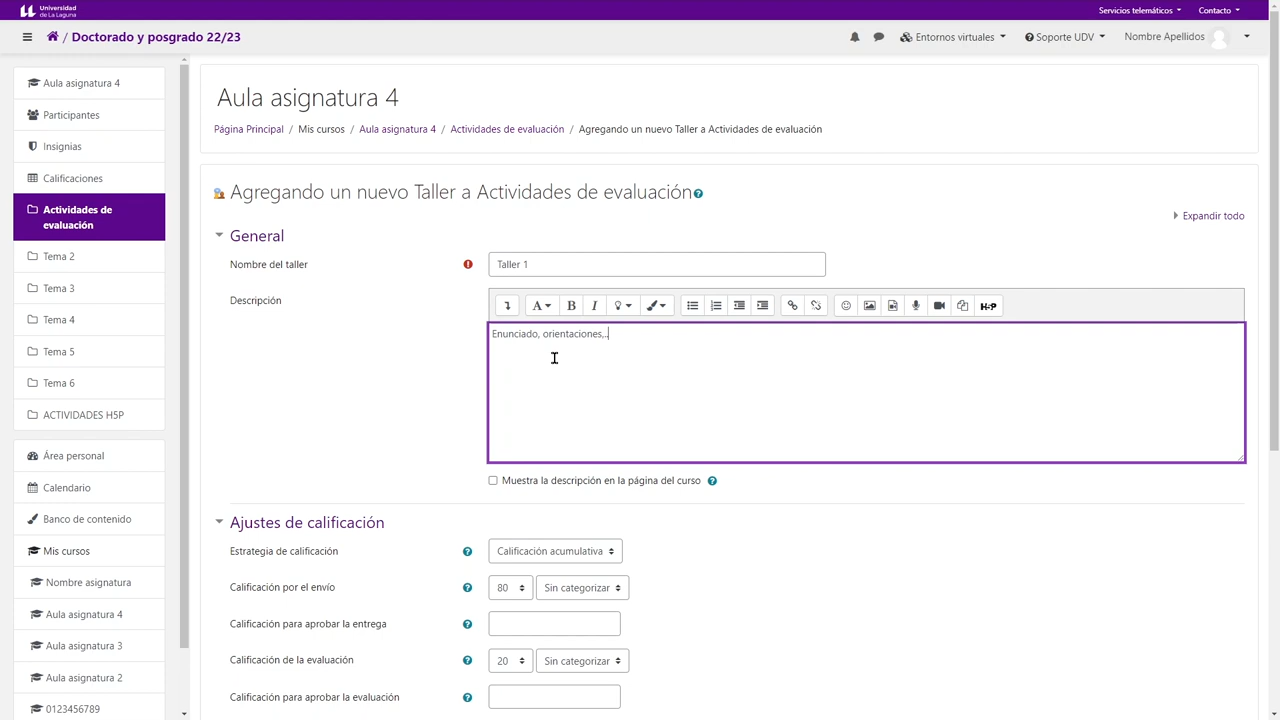 Universidad
de La Laguna
Servicios telemáticos
Contacto
/ Doctorado y posgrado 22/23
Entornos virtuales
Soporte UDV
Nombre Apellidos
Aula asignatura 4
Participantes
Insignias
Calificaciones
Actividades de
evaluación
Tema 2
Tema 3
Tema 4
Tema 5
Tema 6
ACTIVIDADES H5P
Área personal
Calendario
Banco de contenido
Mis cursos
Nombre asignatura
Aula asignatura 4
Aula asignatura 3
Aula asignatura 2
0123456789
Aula asignatura 4
Página Principal / Mis cursos / Aula asignatura 4 / Actividades de evaluación / Agregando un nuevo Taller a Actividades de evaluación
Agregando un nuevo Taller a Actividades de evaluación
Expandir todo
General
Nombre del taller
Taller 1
Descripción
A B I H-P
Enunciado, orientaciones,..
Muestra la descripción en la página del curso
Ajustes de calificación
Estrategia de calificación
Calificación acumulativa
Calificación por el envío
80 Sin categorizar
Calificación para aprobar la entrega
Calificación de la evaluación
20 Sin categorizar
Calificación para aprobar la evaluación